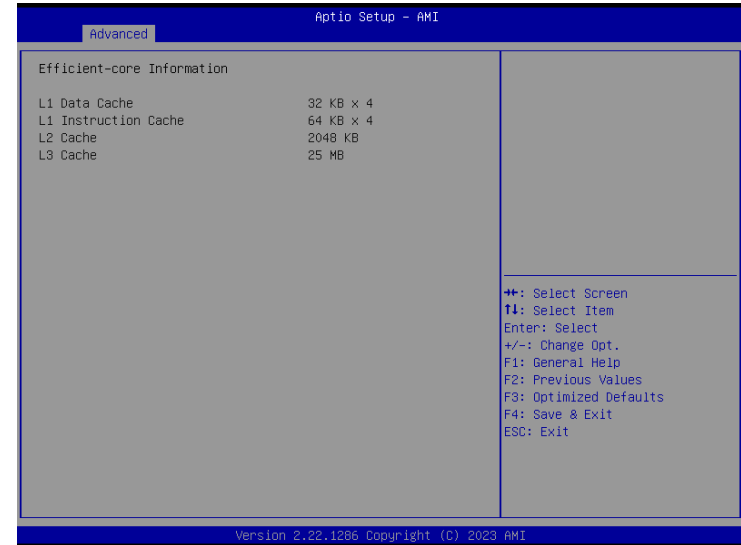 Aptio Setup - AMI
Advanced
Efficient-core Information
L1 Data Cache 32 KB x 4
L1 Instruction Cache 64 KB x 4
L2 Cache 2048 KB
L3 Cache 25 MB
→←: Select Screen
↑↓: Select Item
Enter: Select
+/-: Change Opt.
F1: General Help
F2: Previous Values
F3: Optimized Defaults
F4: Save & Exit
ESC: Exit
Version 2.22.1286 Copyright (C) 2023 AMI